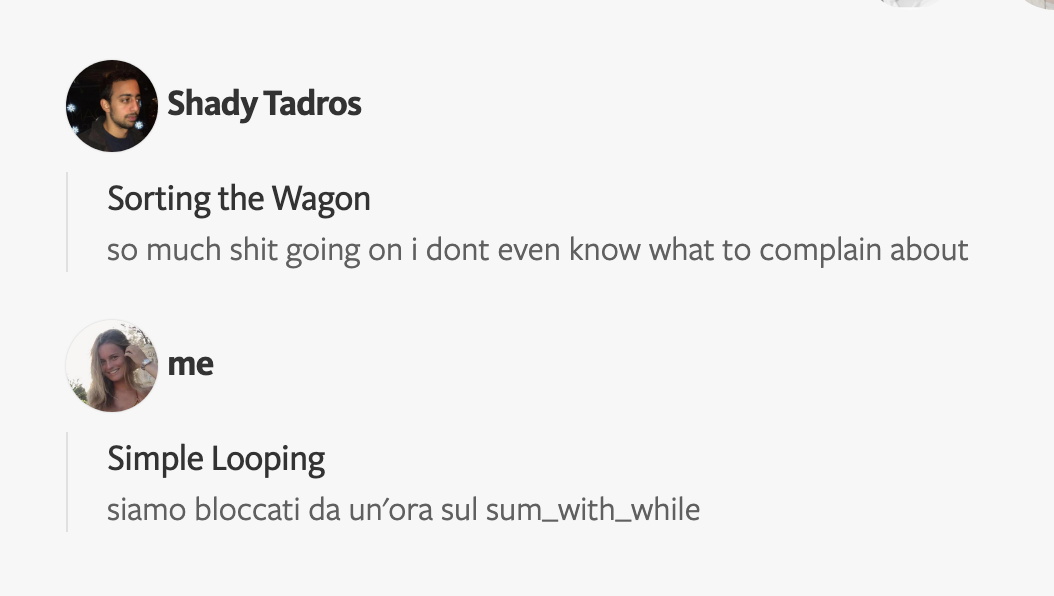 Shady Tadros
Sorting the Wagon
so much shit going on i dont even know what to complain about
me
Simple Looping
siamo bloccati da un'ora sul sum_with_while